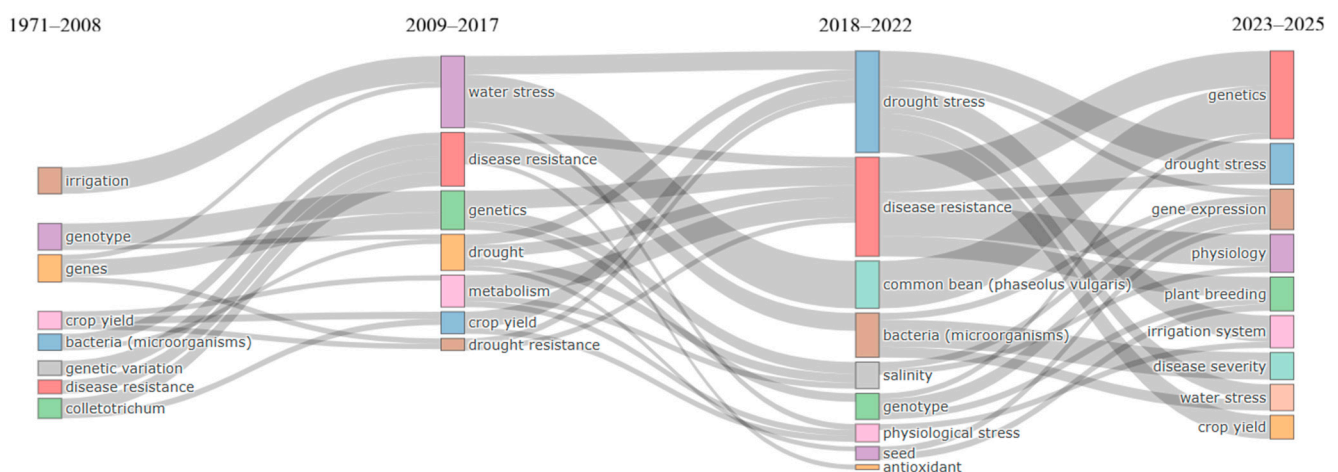 1971–2008
2009–2017
2018–2022
2023–2025
irrigation
genotype
genes
crop yield
bacteria (microorganisms)
genetic variation
disease resistance
colletotrichum
water stress
disease resistance
genetics
drought
metabolism
crop yield
drought resistance
drought stress
disease resistance
common bean (phaseolus vulgaris)
bacteria (microorganisms)
salinity
genotype
physiological stress
seed
antioxidant
genetics
drought stress
gene expression
physiology
plant breeding
irrigation system
disease severity
water stress
crop yield